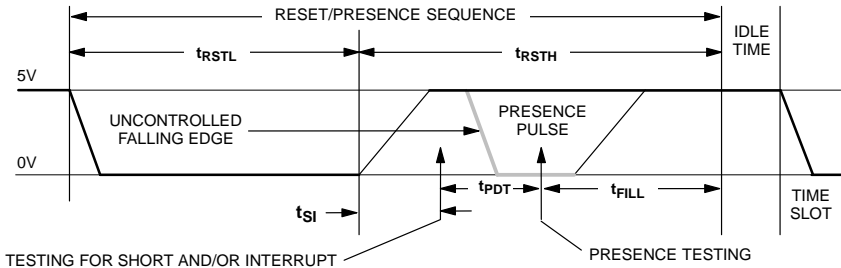 RESET/PRESENCE SEQUENCE
IDLE
TIME
tRSTL
tRSTH
5V
UNCONTROLLED
FALLING EDGE
PRESENCE
PULSE
0V
tPDT
tFILL
TIME
SLOT
tSI
TESTING FOR SHORT AND/OR INTERRUPT
PRESENCE TESTING